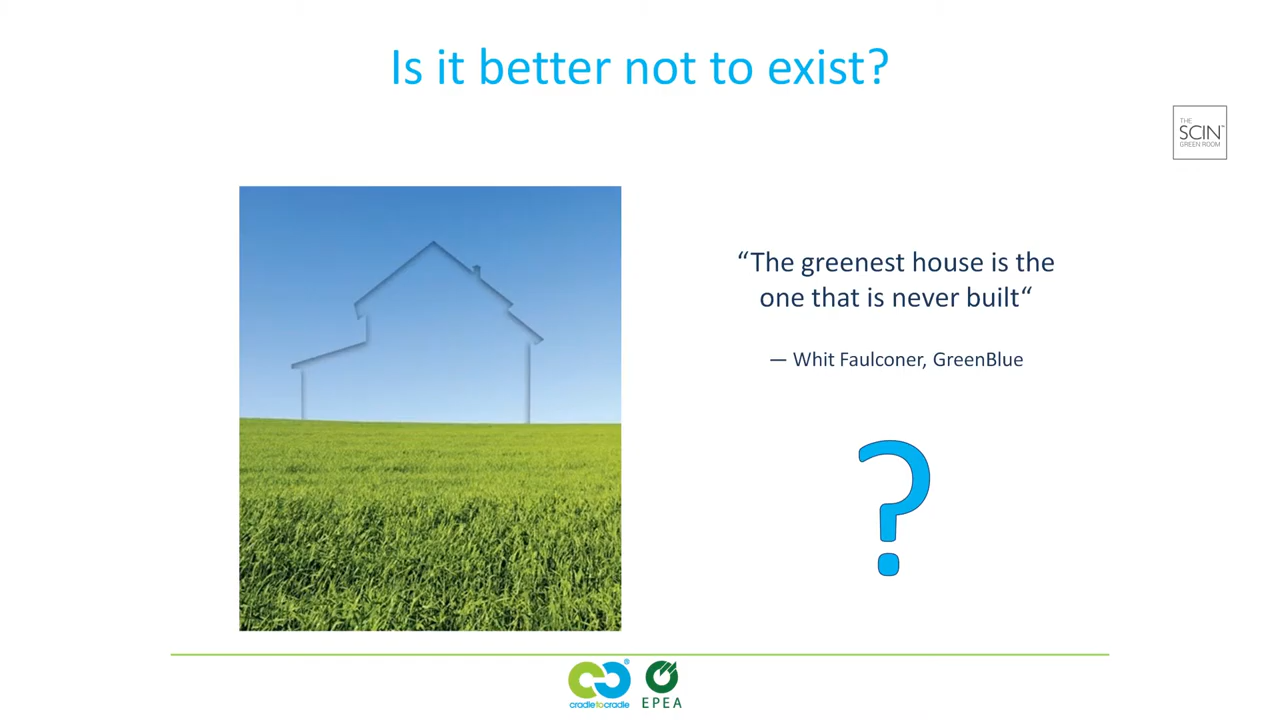 Is it better not to exist?
THE
SCIN™
GREEN ROOM
“The greenest house is the
one that is never built“
— Whit Faulconer, GreenBlue
?
®
cradletocradle
EPEA